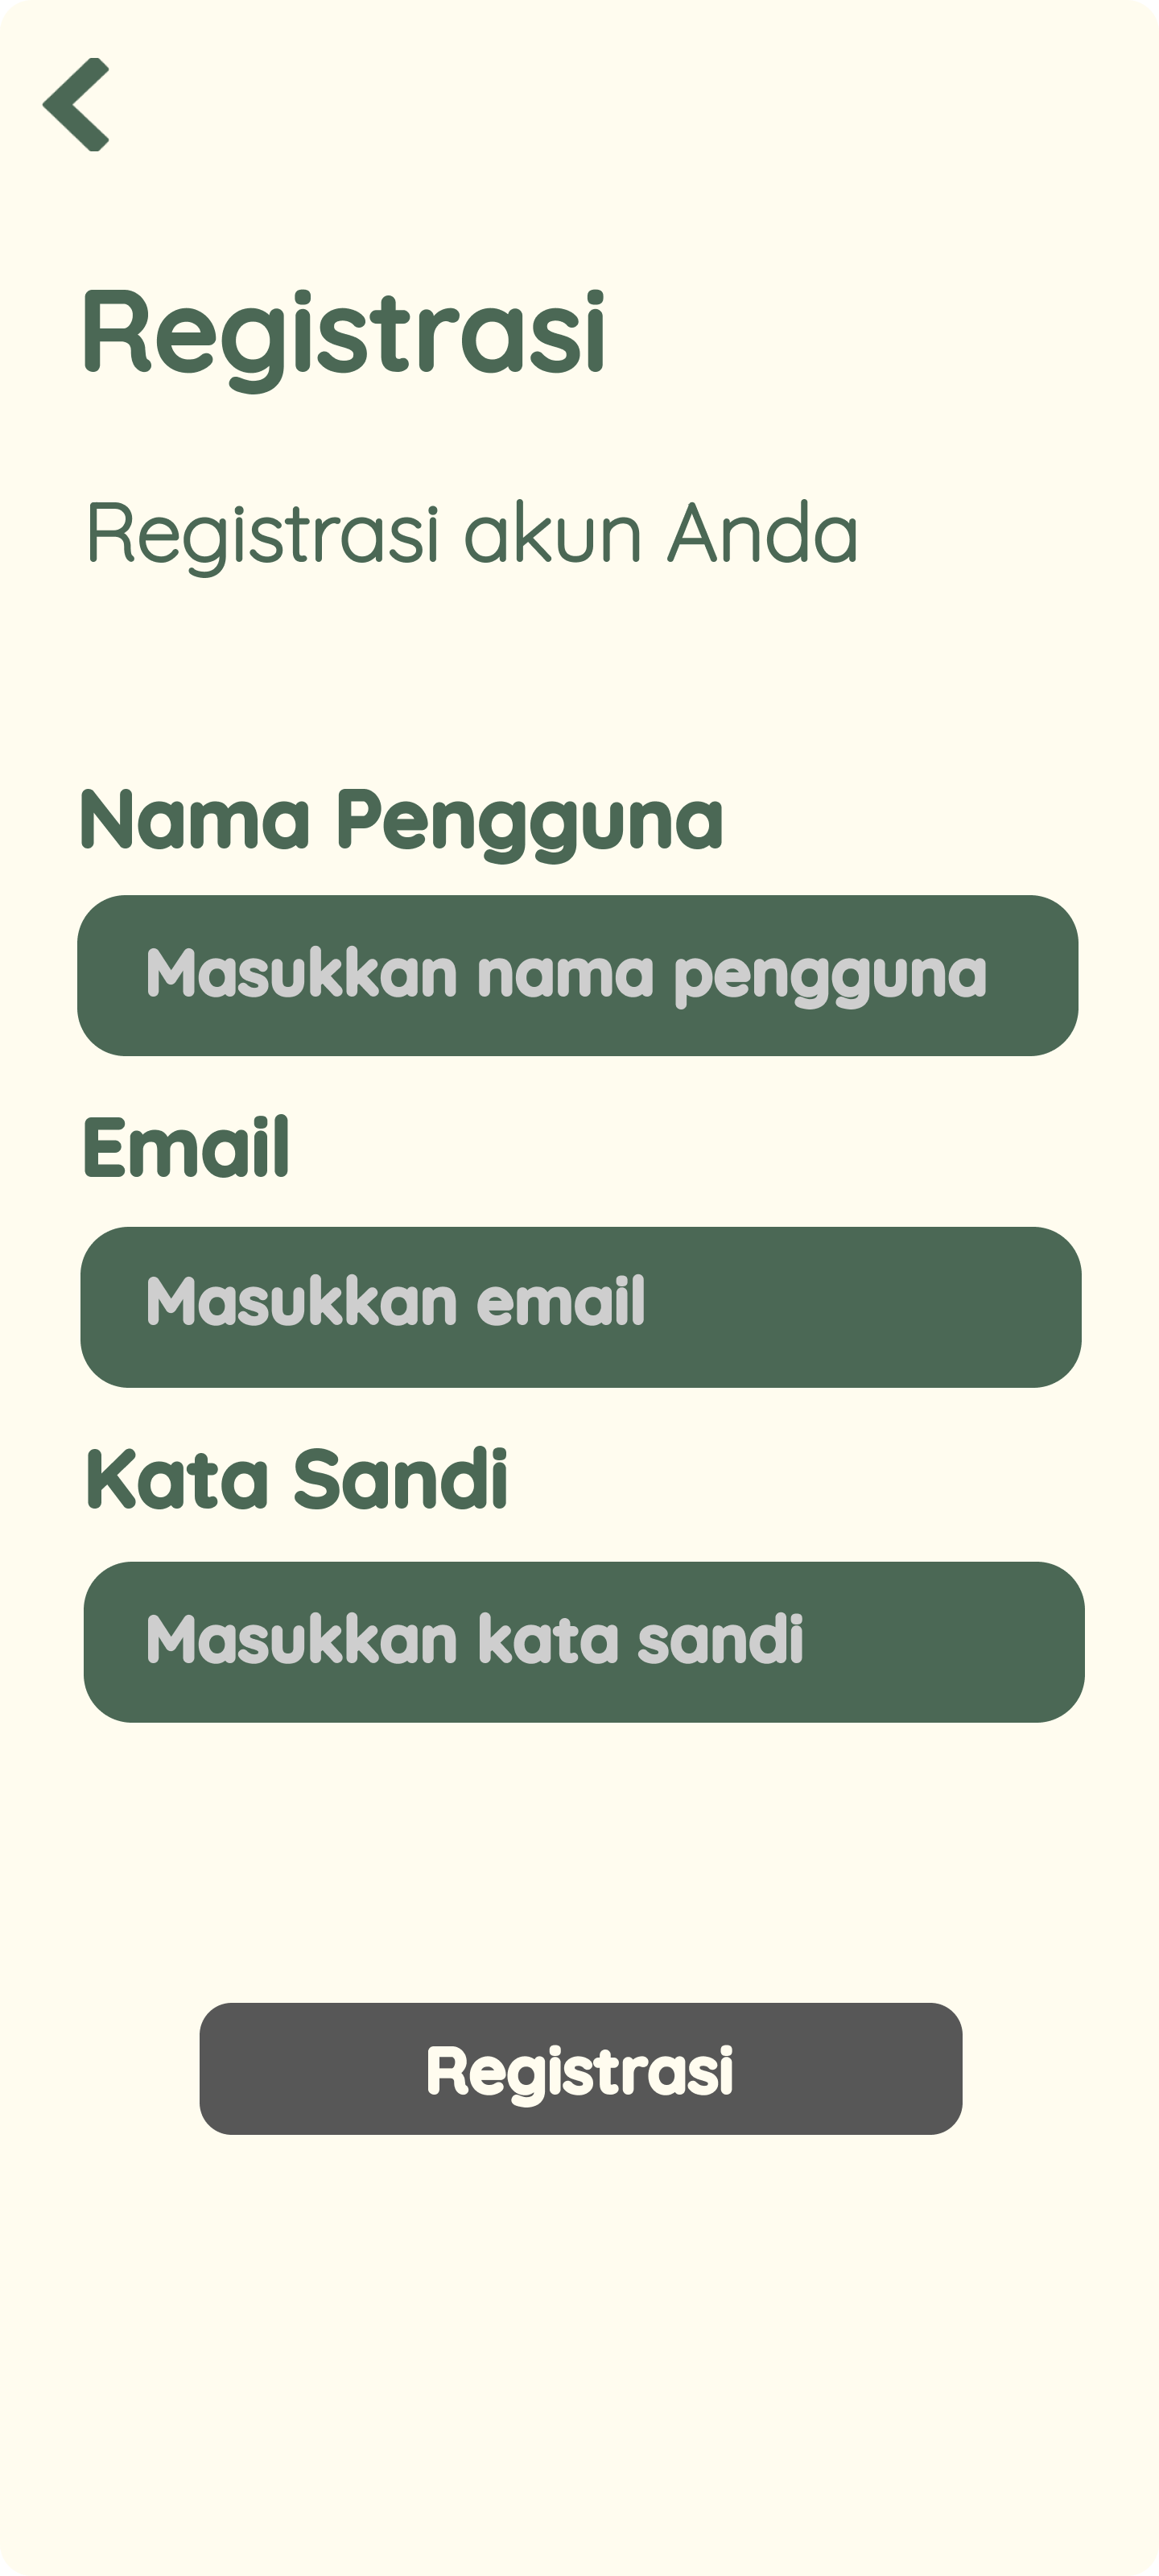 Registrasi
Registrasi akun Anda
Nama Pengguna
Masukkan nama pengguna
Email
Masukkan email
Kata Sandi
Masukkan kata sandi
Registrasi